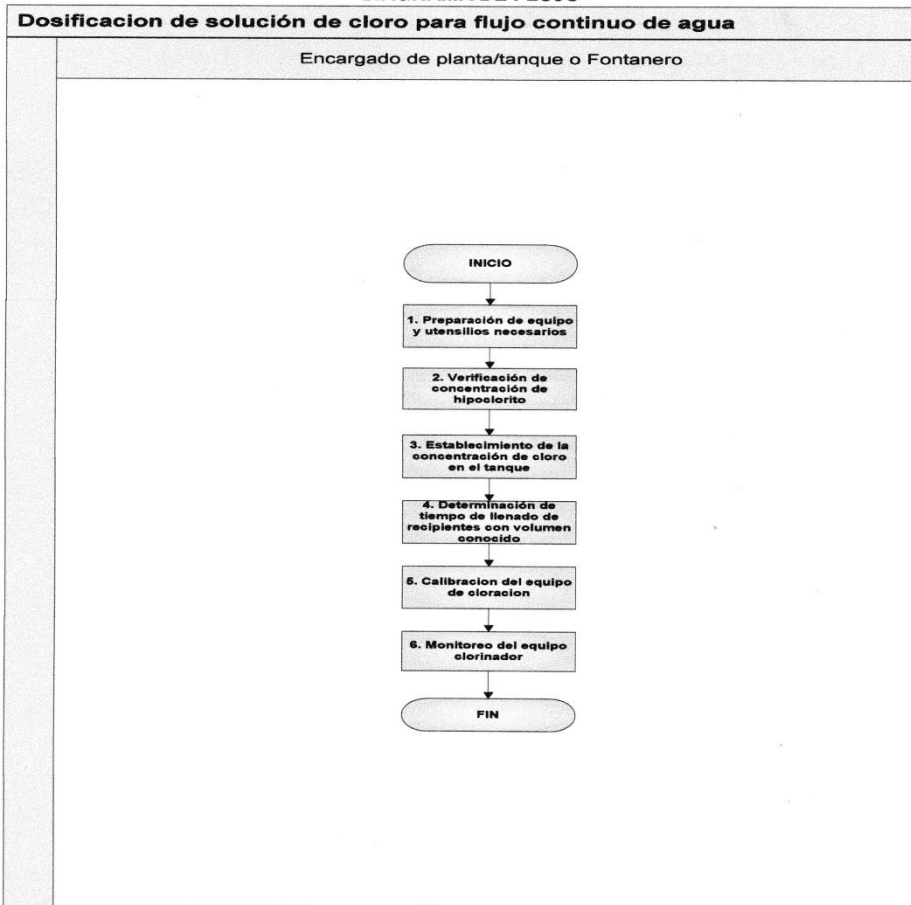 Dosificacion de solución de cloro para flujo continuo de agua
Encargado de planta/tanque o Fontanero
INICIO
1. Preparación de equipo
y utensilios necesarios
2. Verificación de
concentración de
hipoclorito
3. Establecimiento de la
concentración de cloro
en el tanque
4. Determinación de
tiempo de llenado de
recipientes con volumen
conocido
5. Calibracion del equipo
de cloracion
6. Monitoreo del equipo
clorinador
FIN